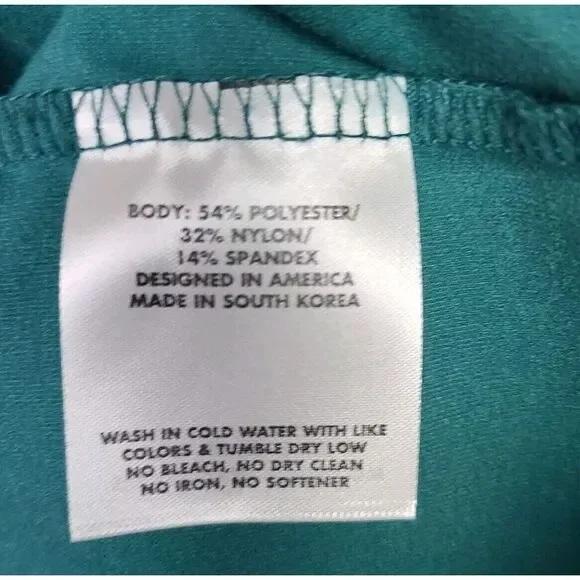 BODY: 54% POLYESTER/
32% NYLON/
14% SPANDEX
DESIGNED IN AMERICA
MADE IN SOUTH KOREA
WASH IN COLD WATER WITH LIKE
COLORS & TUMBLE DRY LOW
NO BLEACH, NO DRY CLEAN
NO IRON, NO SOFTENER